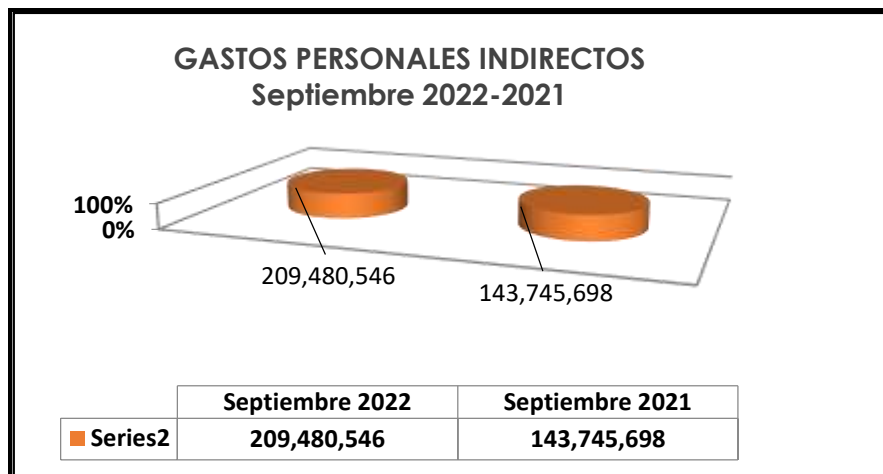 GASTOS PERSONALES INDIRECTOS
Septiembre 2022-2021
100%
0%
209,480,546
143,745,698
Septiembre 2022 Septiembre 2021
Series2 209,480,546 143,745,698